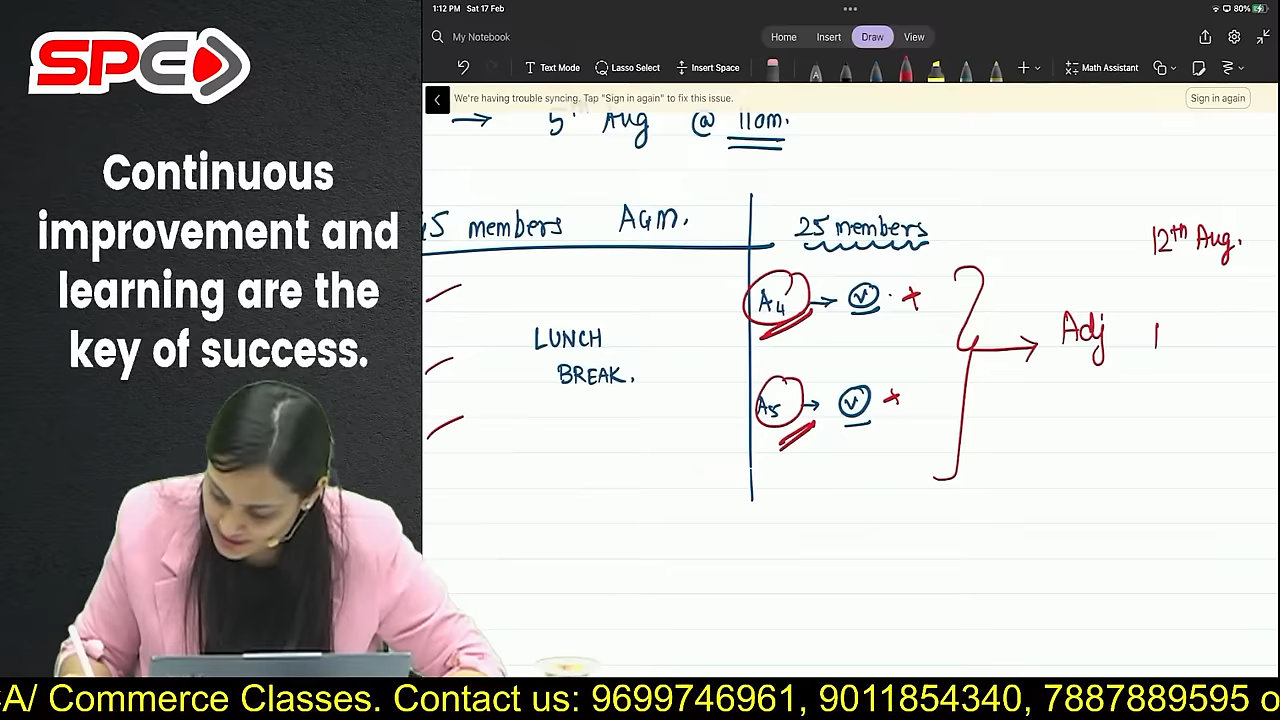 SPC
Continuous
improvement and
learning are the
key of success.
1:12 PM Sat 17 Feb
80%
My Notebook
Home Insert Draw View
Text Mode Lasso Select Insert Space Math Assistant
We're having trouble syncing. Tap "Sign in again" to fix this issue. Sign in again
→ 5th Aug @ 11am.
45 members AGM. 25 members
12th Aug.
A4 → V
LUNCH
BREAK.
→ Adj
A5 → V
A/ Commerce Classes. Contact us: 9699746961, 9011854340, 7887889595 o